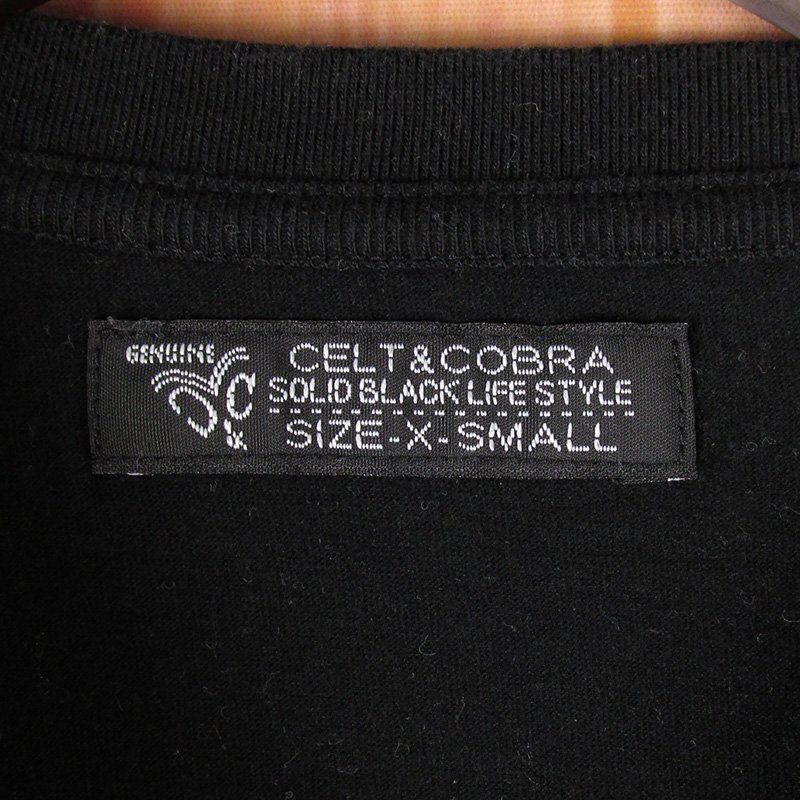 GENUINE
CELT&COBRA
SOLID BLACK LIFE STYLE
SIZE-X-SMALL